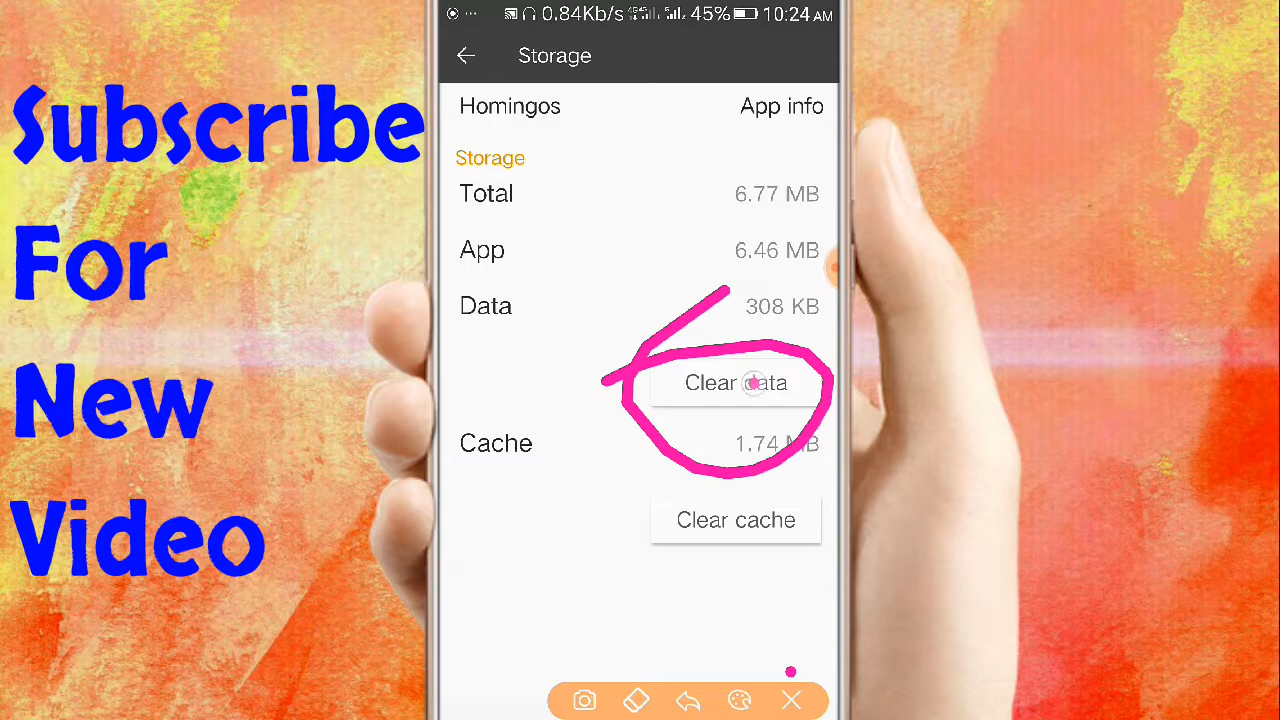 Subscribe
For
New
Video
0.84Kb/s 45% 10:24 AM
Storage
Homingos App info
Storage
Total 6.77 MB
App 6.46 MB
Data 308 KB
Clear data
Cache 1.74 MB
Clear cache